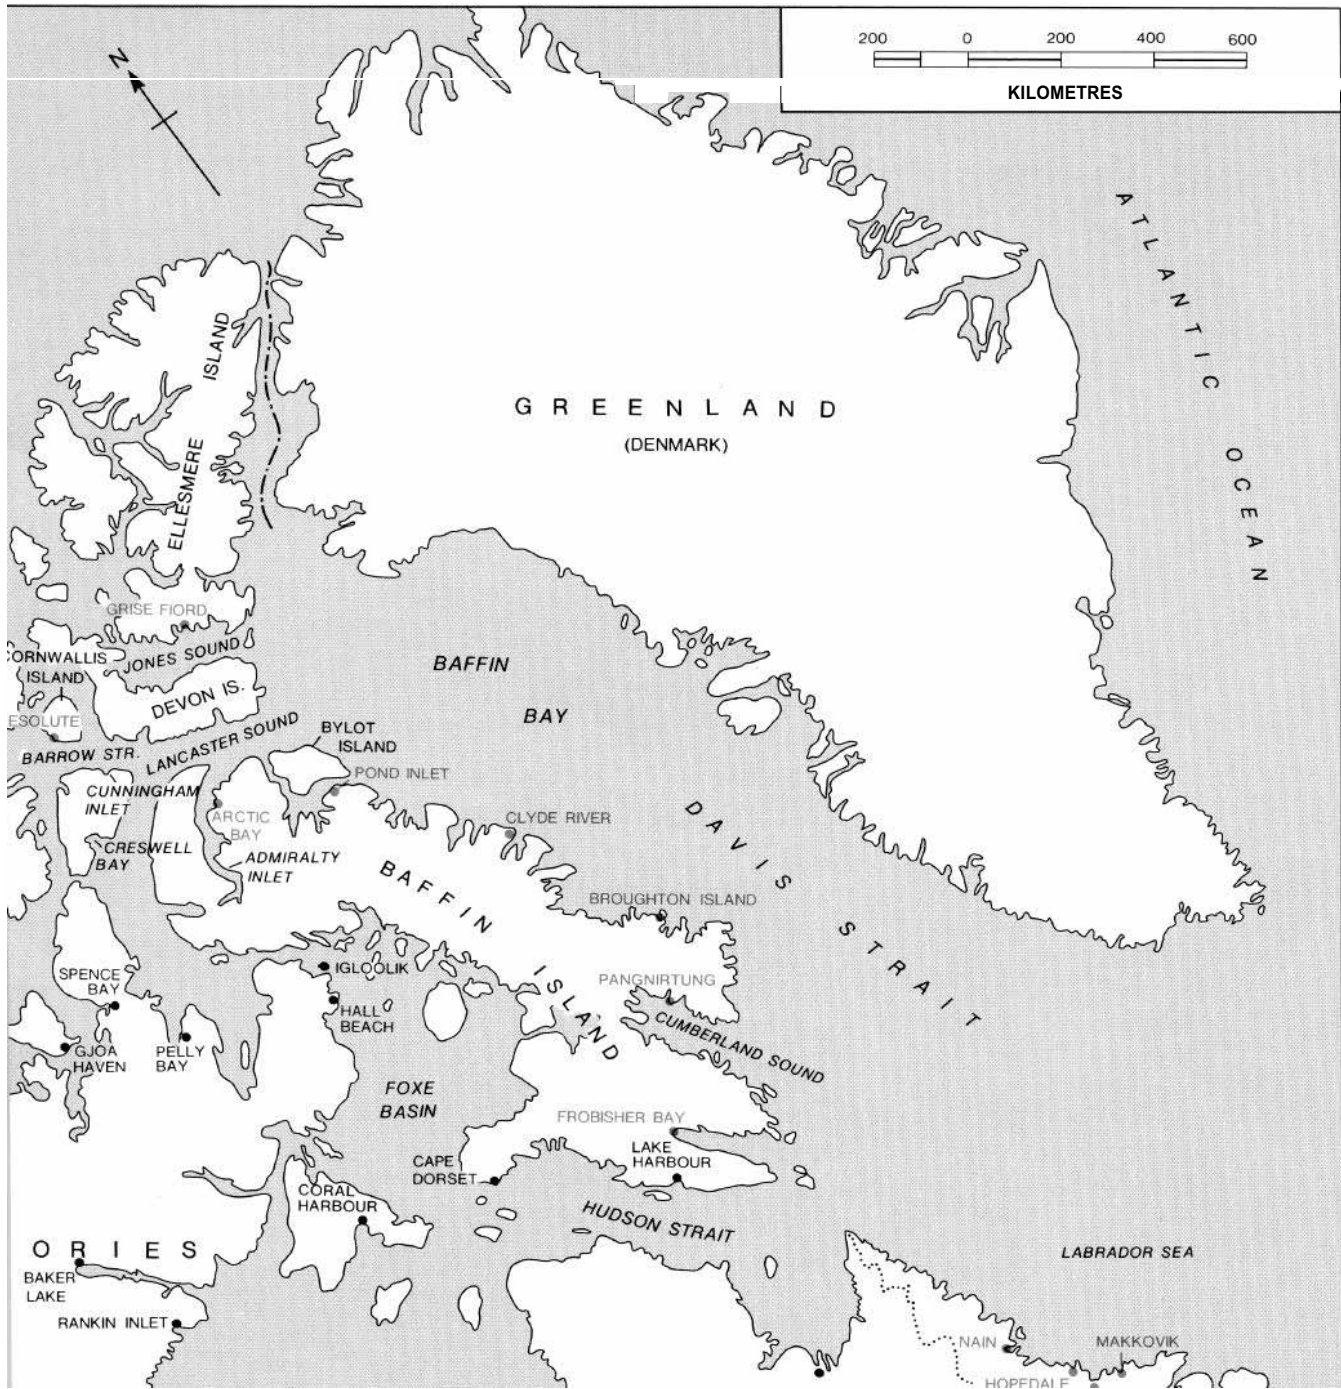 200 0 200 400 600
KILOMETRES
N
ATLANTIC OCEAN
ELLESMERE ISLAND
GREENLAND
(DENMARK)
GRISE FIORD
CORNWALLIS
ISLAND
JONES SOUND
BAFFIN
BAY
DEVON IS.
ESOLUTE
BARROW STR.
LANCASTER SOUND
BYLOT
ISLAND
POND INLET
CUNNINGHAM
INLET
ARCTIC
BAY
CLYDE RIVER
DAVIS STRAIT
CRESWELL
BAY
ADMIRALTY
INLET
BAFFIN ISLAND
BROUGHTON ISLAND
SPENCE
BAY
IGLOOLIK
PANGNIRTUNG
HALL
BEACH
CUMBERLAND SOUND
GJOA
HAVEN
PELLY
BAY
FOXE
BASIN
FROBISHER BAY
LAKE
HARBOUR
CAPE
DORSET
CORAL
HARBOUR
HUDSON STRAIT
ORIES
LABRADOR SEA
BAKER
LAKE
RANKIN INLET
NAIN
MAKKOVIK
HOPEDALE